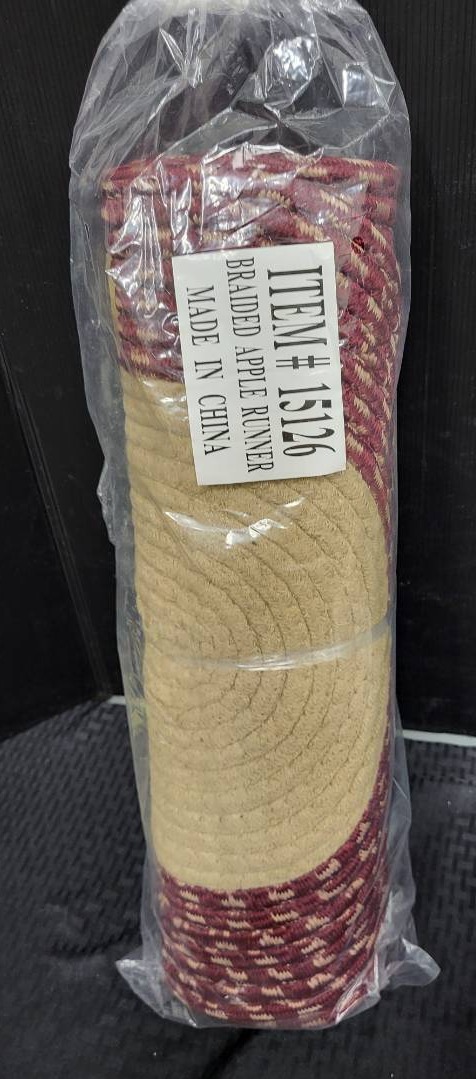 ITEM# 15126
BRAIDED APPLE RUNNER
MADE IN CHINA